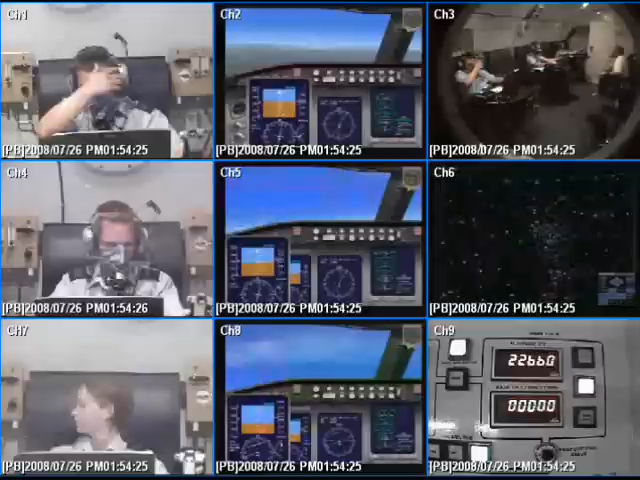 Ch1
Ch2
Ch3
[PB]2008/07/26 PM01:54:25
[PB]2008/07/26 PM01:54:25
[PB]2008/07/26 PM01:54:25
Ch4
Ch5
Ch6
[PB]2008/07/26 PM01:54:26
[PB]2008/07/26 PM01:54:25
[PB]2008/07/26 PM01:54:25
Ch7
Ch8
Ch9
22660
00000
[PB]2008/07/26 PM01:54:25
[PB]2008/07/26 PM01:54:25
[PB]2008/07/26 PM01:54:25